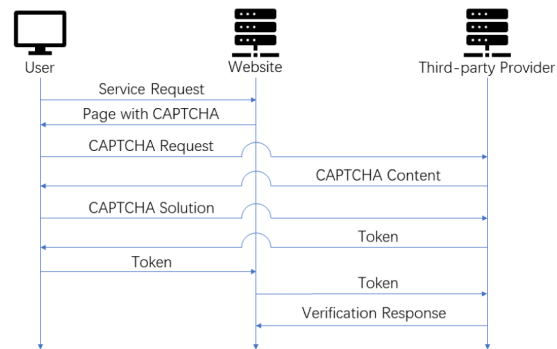 User
Website
Third-party Provider
Service Request
Page with CAPTCHA
CAPTCHA Request
CAPTCHA Content
CAPTCHA Solution
Token
Token
Token
Verification Response